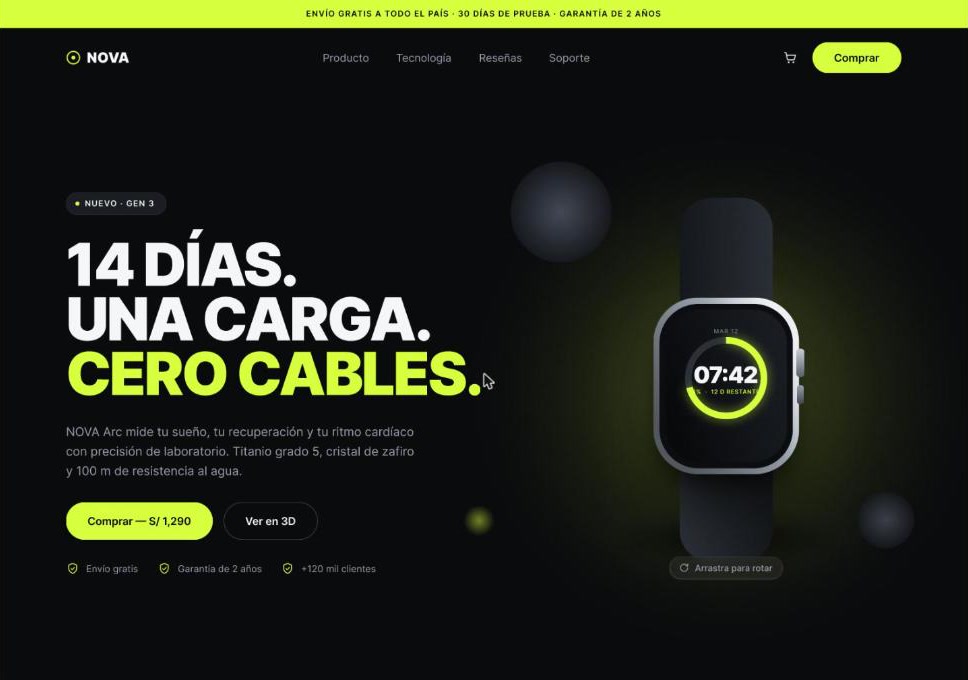 ENVÍO GRATIS A TODO EL PAÍS · 30 DÍAS DE PRUEBA · GARANTÍA DE 2 AÑOS
NOVA
Producto
Tecnología
Reseñas
Soporte
Comprar
NUEVO · GEN 3
14 DÍAS.
UNA CARGA.
CERO CABLES.
NOVA Arc mide tu sueño, tu recuperación y tu ritmo cardíaco
con precisión de laboratorio. Titanio grado 5, cristal de zafiro
y 100 m de resistencia al agua.
Comprar — S/ 1,290
Ver en 3D
Envío gratis
Garantía de 2 años
+120 mil clientes
MAR 12
07:42
% · 12 D RESTANT
Arrastra para rotar